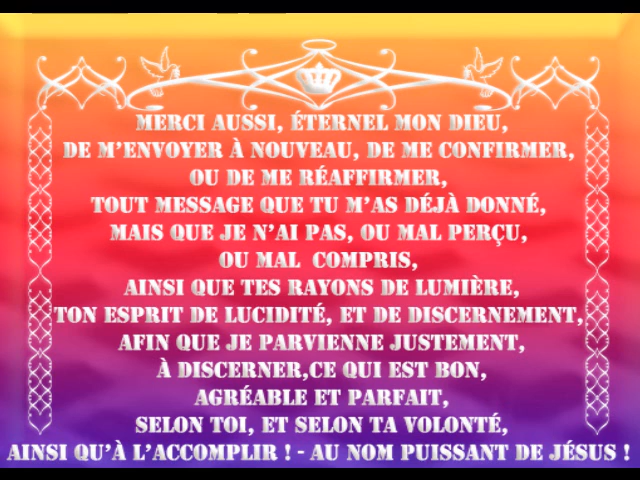 MERCI AUSSI, ÉTERNEL MON DIEU,
DE M'ENVOYER À NOUVEAU, DE ME CONFIRMER,
OU DE ME RÉAFFIRMER,
TOUT MESSAGE QUE TU M'AS DÉJÀ DONNÉ,
MAIS QUE JE N'AI PAS, OU MAL PERÇU,
OU MAL COMPRIS,
AINSI QUE TES RAYONS DE LUMIÈRE,
TON ESPRIT DE LUCIDITÉ, ET DE DISCERNEMENT,
AFIN QUE JE PARVIENNE JUSTEMENT,
À DISCERNER,CE QUI EST BON,
AGRÉABLE ET PARFAIT,
SELON TOI, ET SELON TA VOLONTÉ,
AINSI QU'À L'ACCOMPLIR ! - AU NOM PUISSANT DE JÉSUS !